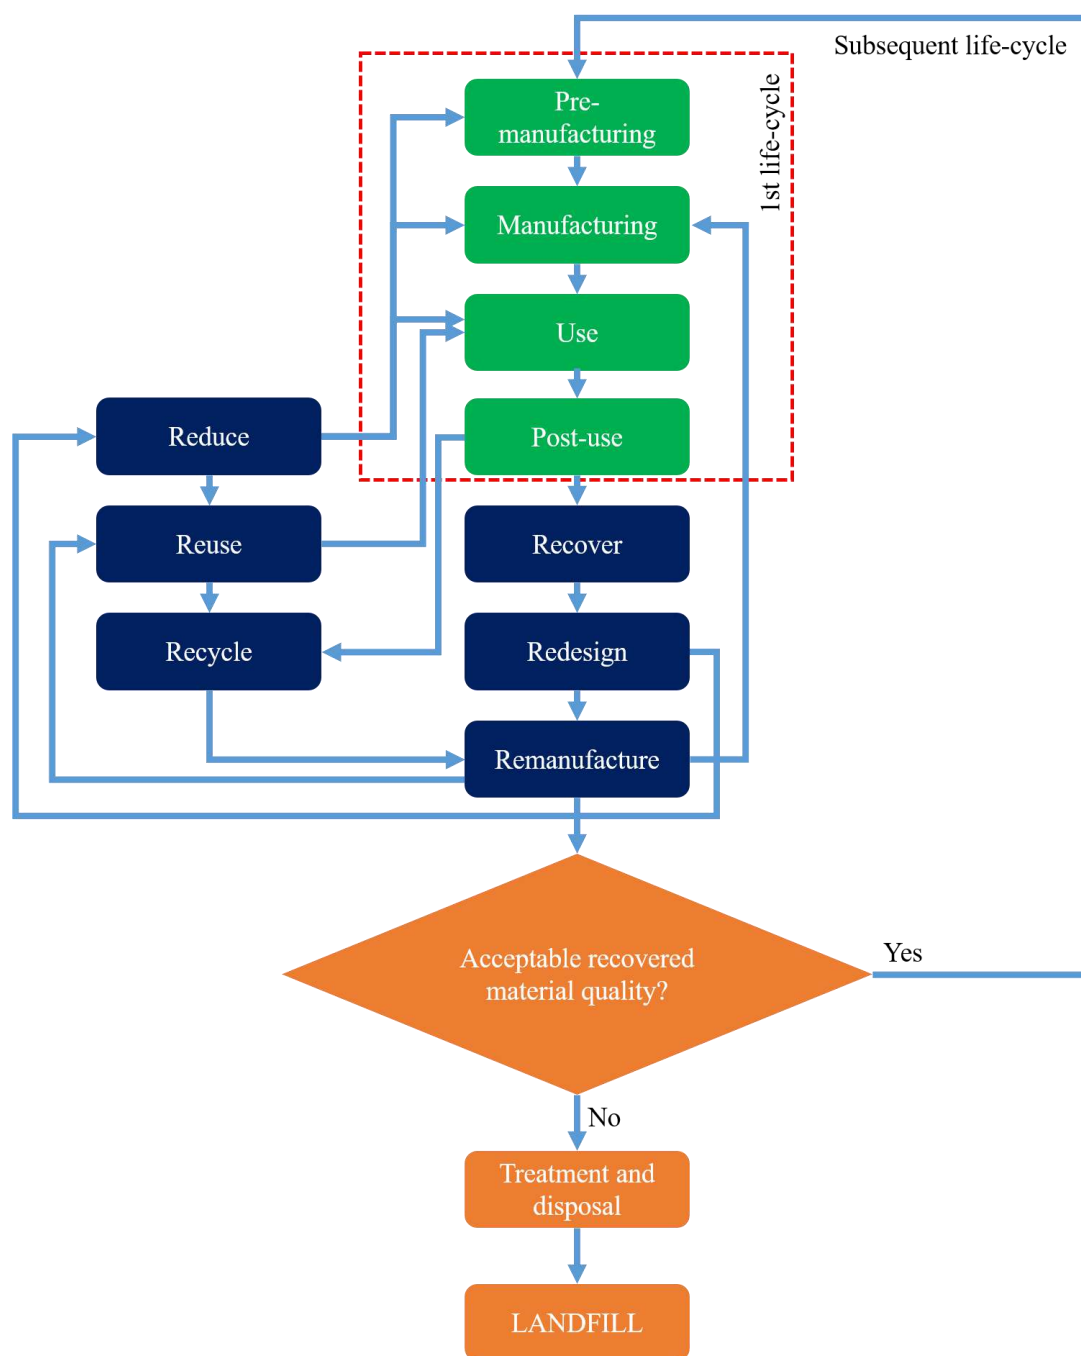 Subsequent life-cycle
1st life-cycle
Pre-
manufacturing
Manufacturing
Use
Post-use
Reduce
Reuse
Recover
Recycle
Redesign
Remanufacture
Acceptable recovered
material quality?
Yes
No
Treatment and
disposal
LANDFILL